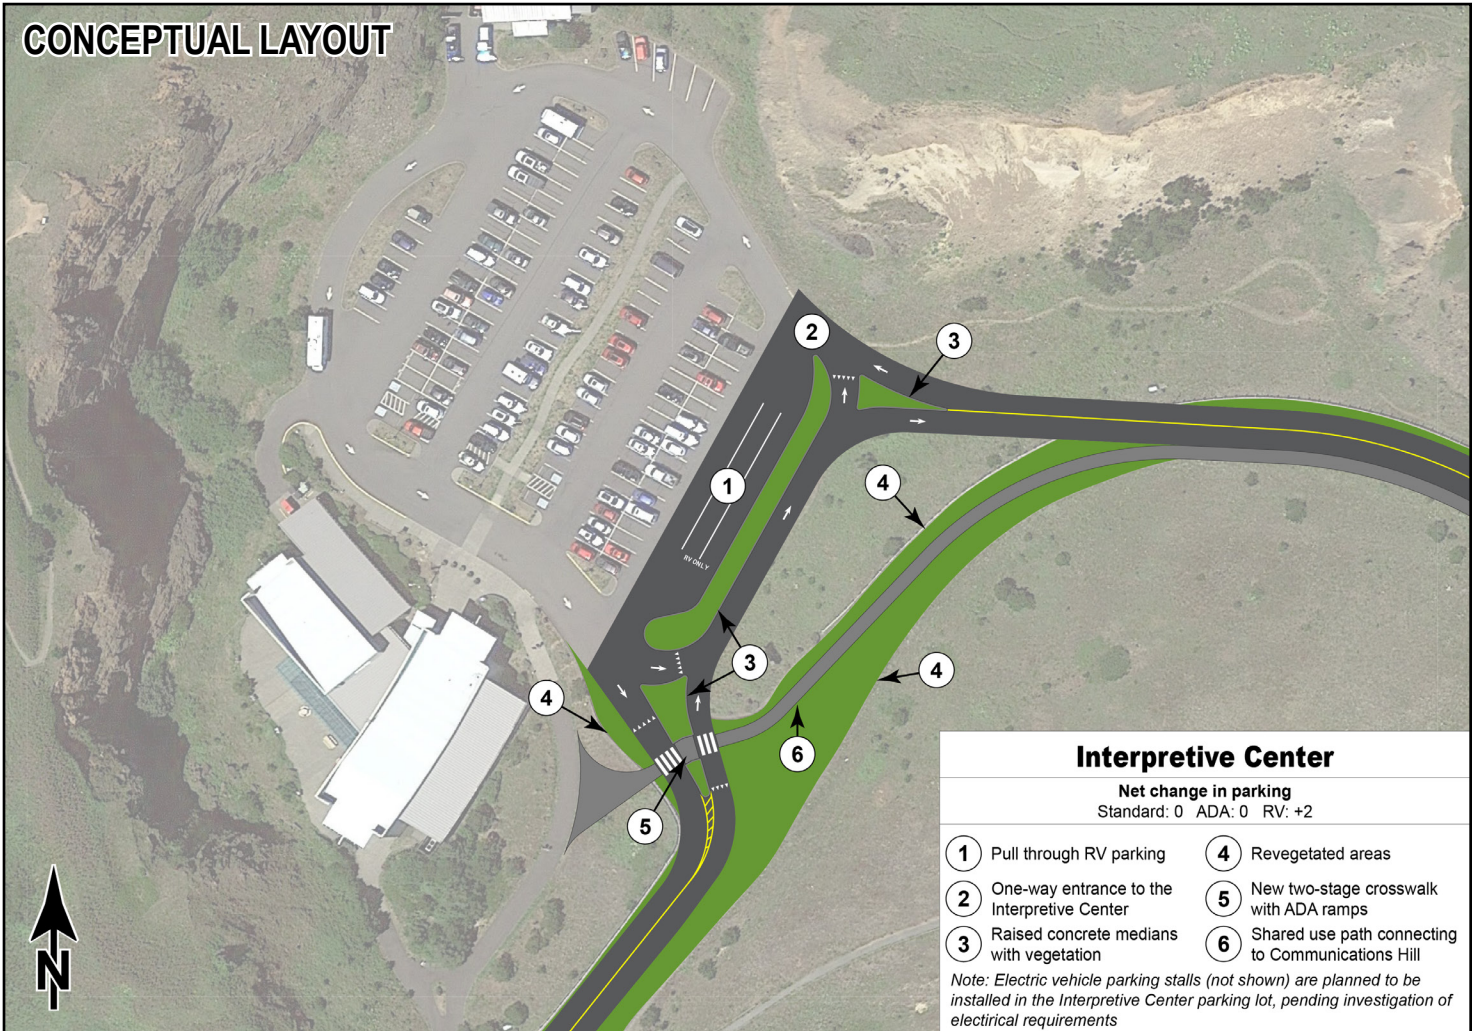 CONCEPTUAL LAYOUT
2
3
1
4
RV ONLY
3
4
4
6
5
N
Interpretive Center
Net change in parking
Standard: 0 ADA: 0 RV: +2
1 Pull through RV parking
2 One-way entrance to the
Interpretive Center
3 Raised concrete medians
with vegetation
4 Revegetated areas
5 New two-stage crosswalk
with ADA ramps
6 Shared use path connecting
to Communications Hill
Note: Electric vehicle parking stalls (not shown) are planned to be
installed in the Interpretive Center parking lot, pending investigation of
electirical requirements